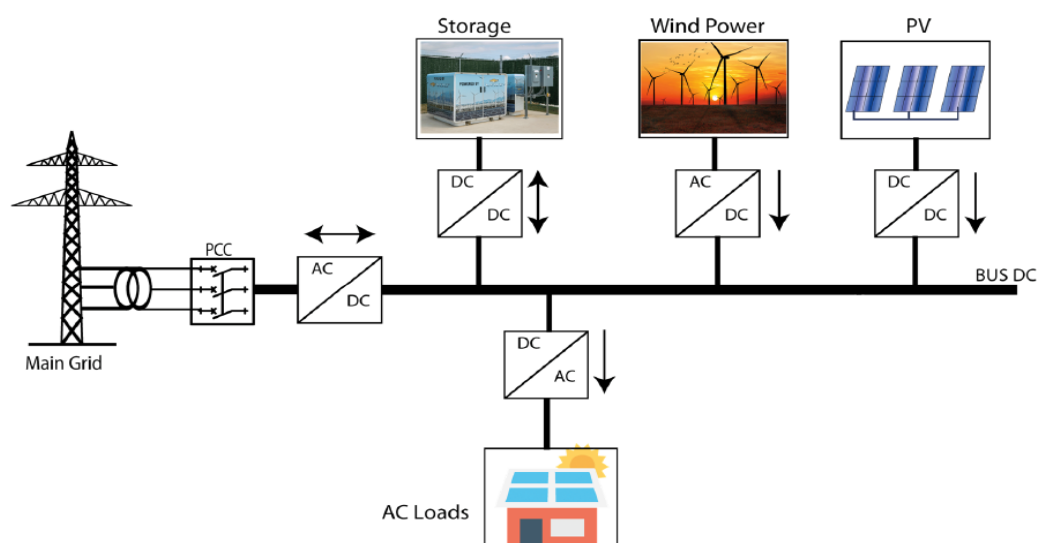 Storage
Wind Power
PV
DC
DC
AC
DC
DC
DC
PCC
AC
DC
BUS DC
Main Grid
DC
AC
AC Loads